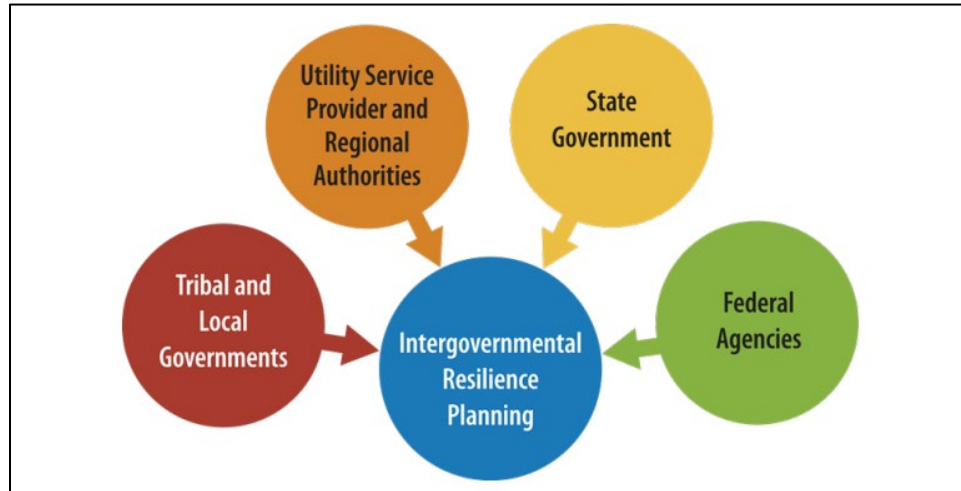 Utility Service
Provider and
Regional
Authorities
State
Government
Tribal and
Local
Governments
Intergovernmental
Resilience
Planning
Federal
Agencies